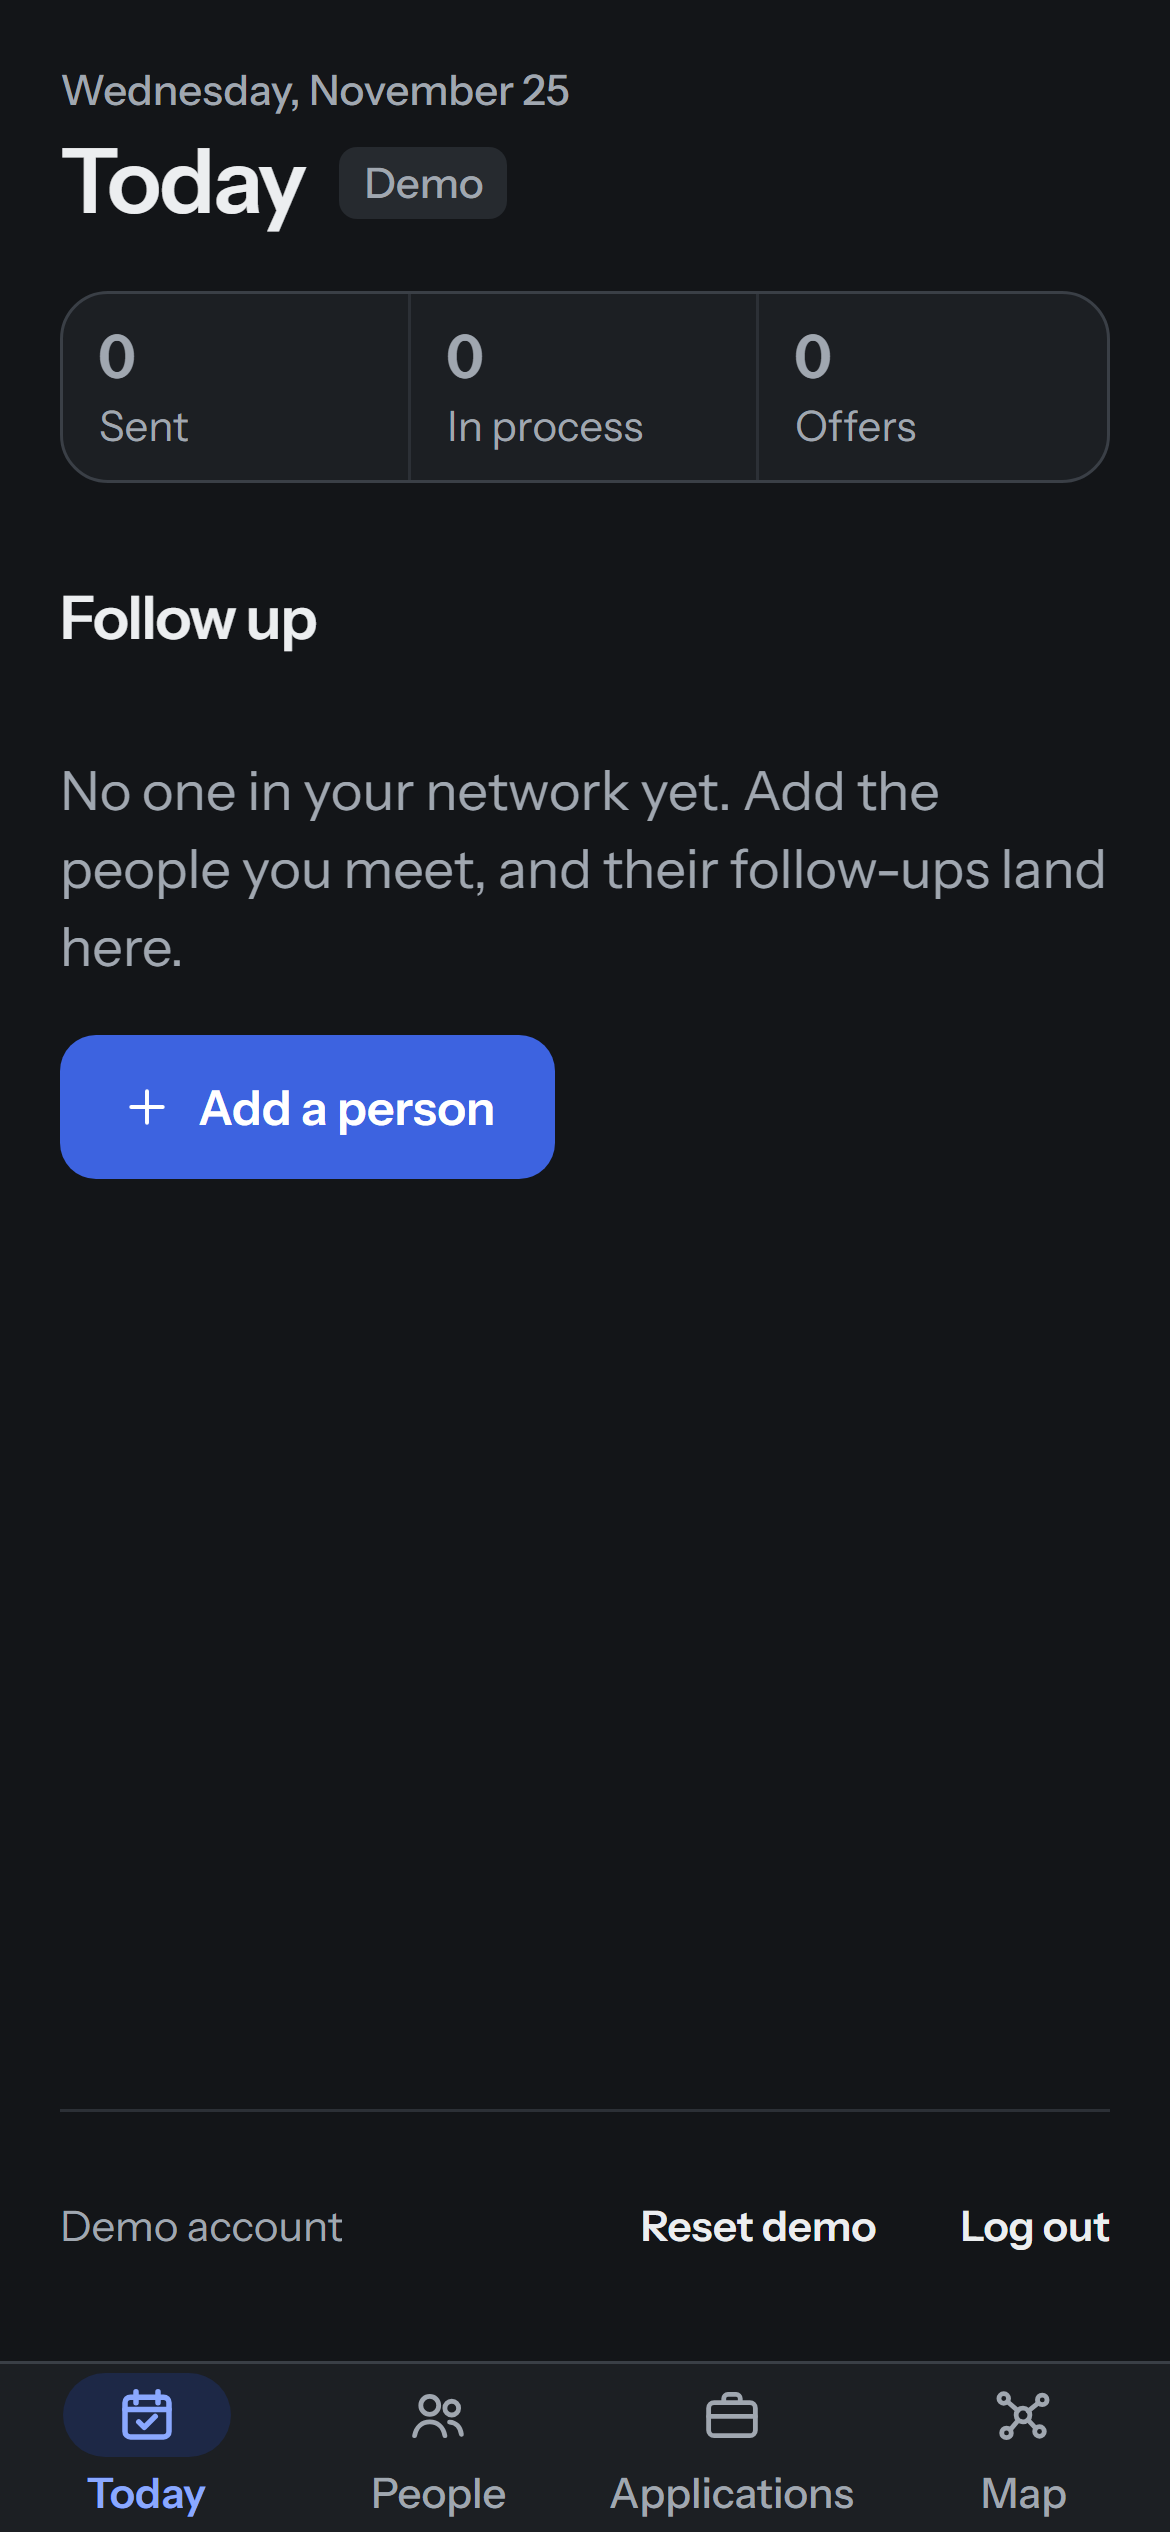 Wednesday, November 25
Today
Demo
0
Sent
0
In process
0
Offers
Follow up
No one in your network yet. Add the
people you meet, and their follow-ups land
here.
Add a person
Demo account
Reset demo
Log out
Today
People
Applications
Map